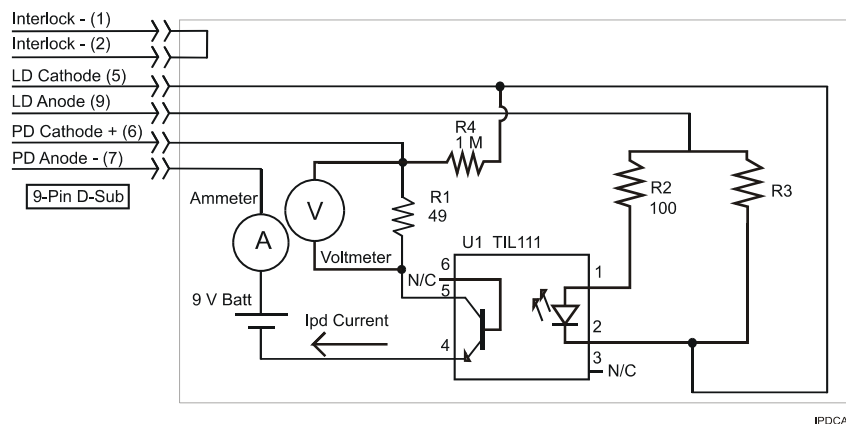 Interlock - (1)
Interlock - (2)
LD Cathode (5)
LD Anode (9)
PD Cathode + (6)
PD Anode - (7)
9-Pin D-Sub
Ammeter
A
V
Voltmeter
R4
1 M
R1
49
R2
100
R3
U1 TIL111
6
N/C
5
4
1
2
3
N/C
9 V Batt
Ipd Current
IPDCA